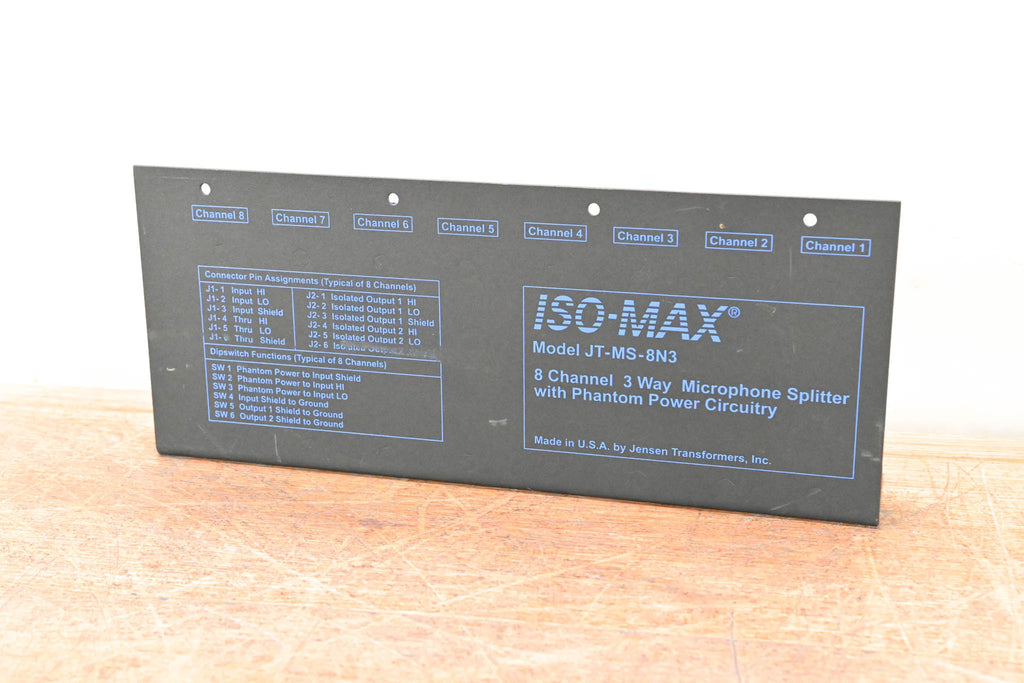 Channel 8 Channel 7 Channel 6 Channel 5 Channel 4 Channel 3 Channel 2 Channel 1
Connector Pin Assignments (Typical of 8 Channels)
J1- 1 Input HI
J1- 2 Input LO
J1- 3 Input Shield
J1- 4 Thru HI
J1- 5 Thru LO
J1- 6 Thru Shield
J2- 1 Isolated Output 1 HI
J2- 2 Isolated Output 1 LO
J2- 3 Isolated Output 1 Shield
J2- 4 Isolated Output 2 HI
J2- 5 Isolated Output 2 LO
J2- 6 Isolated Output 2
Dipswitch Functions (Typical of 8 Channels)
SW 1 Phantom Power to Input Shield
SW 2 Phantom Power to Input HI
SW 3 Phantom Power to Input LO
SW 4 Input Shield to Ground
SW 5 Output 1 Shield to Ground
SW 6 Output 2 Shield to Ground
ISO-MAX®
Model JT-MS-8N3
8 Channel 3 Way Microphone Splitter
with Phantom Power Circuitry
Made in U.S.A. by Jensen Transformers, Inc.